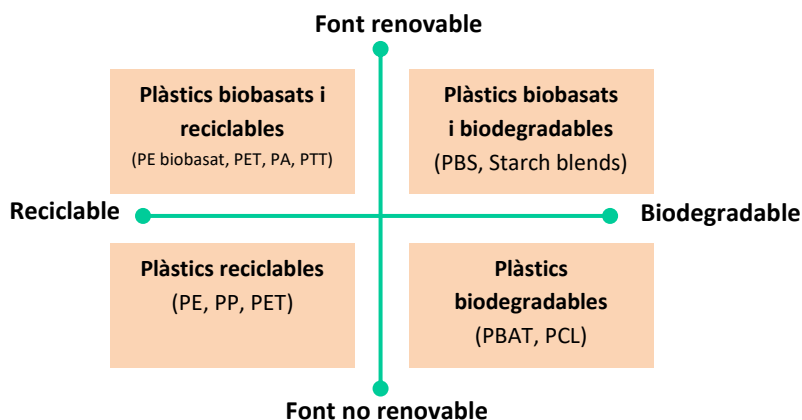 Font renovable
Plàstics biobasats i
reciclables
(PE biobasat, PET, PA, PTT)
Plàstics biobasats
i biodegradables
(PBS, Starch blends)
Reciclable
Biodegradable
Plàstics reciclables
(PE, PP, PET)
Plàstics
biodegradables
(PBAT, PCL)
Font no renovable